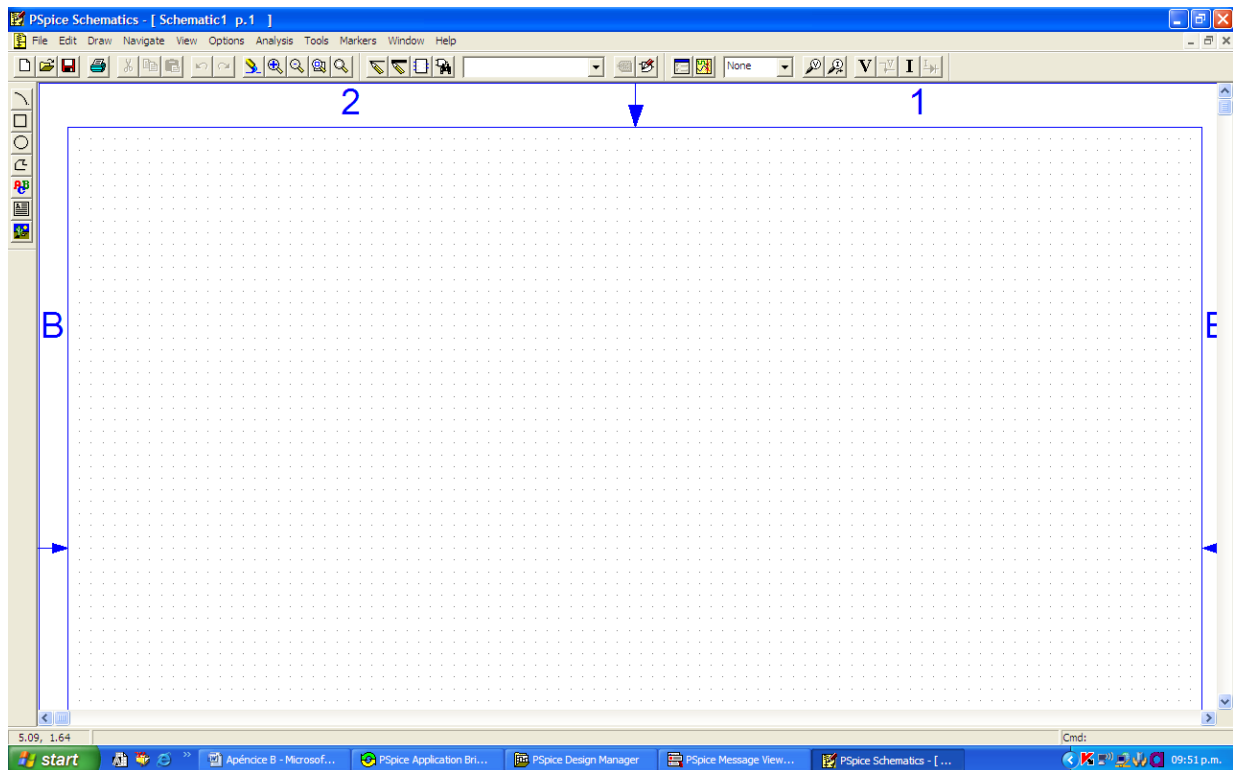 PSpice Schematics - [ Schematic1 p.1 ]
File Edit Draw Navigate View Options Analysis Tools Markers Window Help
None V V I
2 1
ABC
B
5.09, 1.64 Cmd:
start Apéncice B - Microsof... PSpice Application Bri... PSpice Design Manager PSpice Message View... PSpice Schematics - [ ... 09:51 p.m.